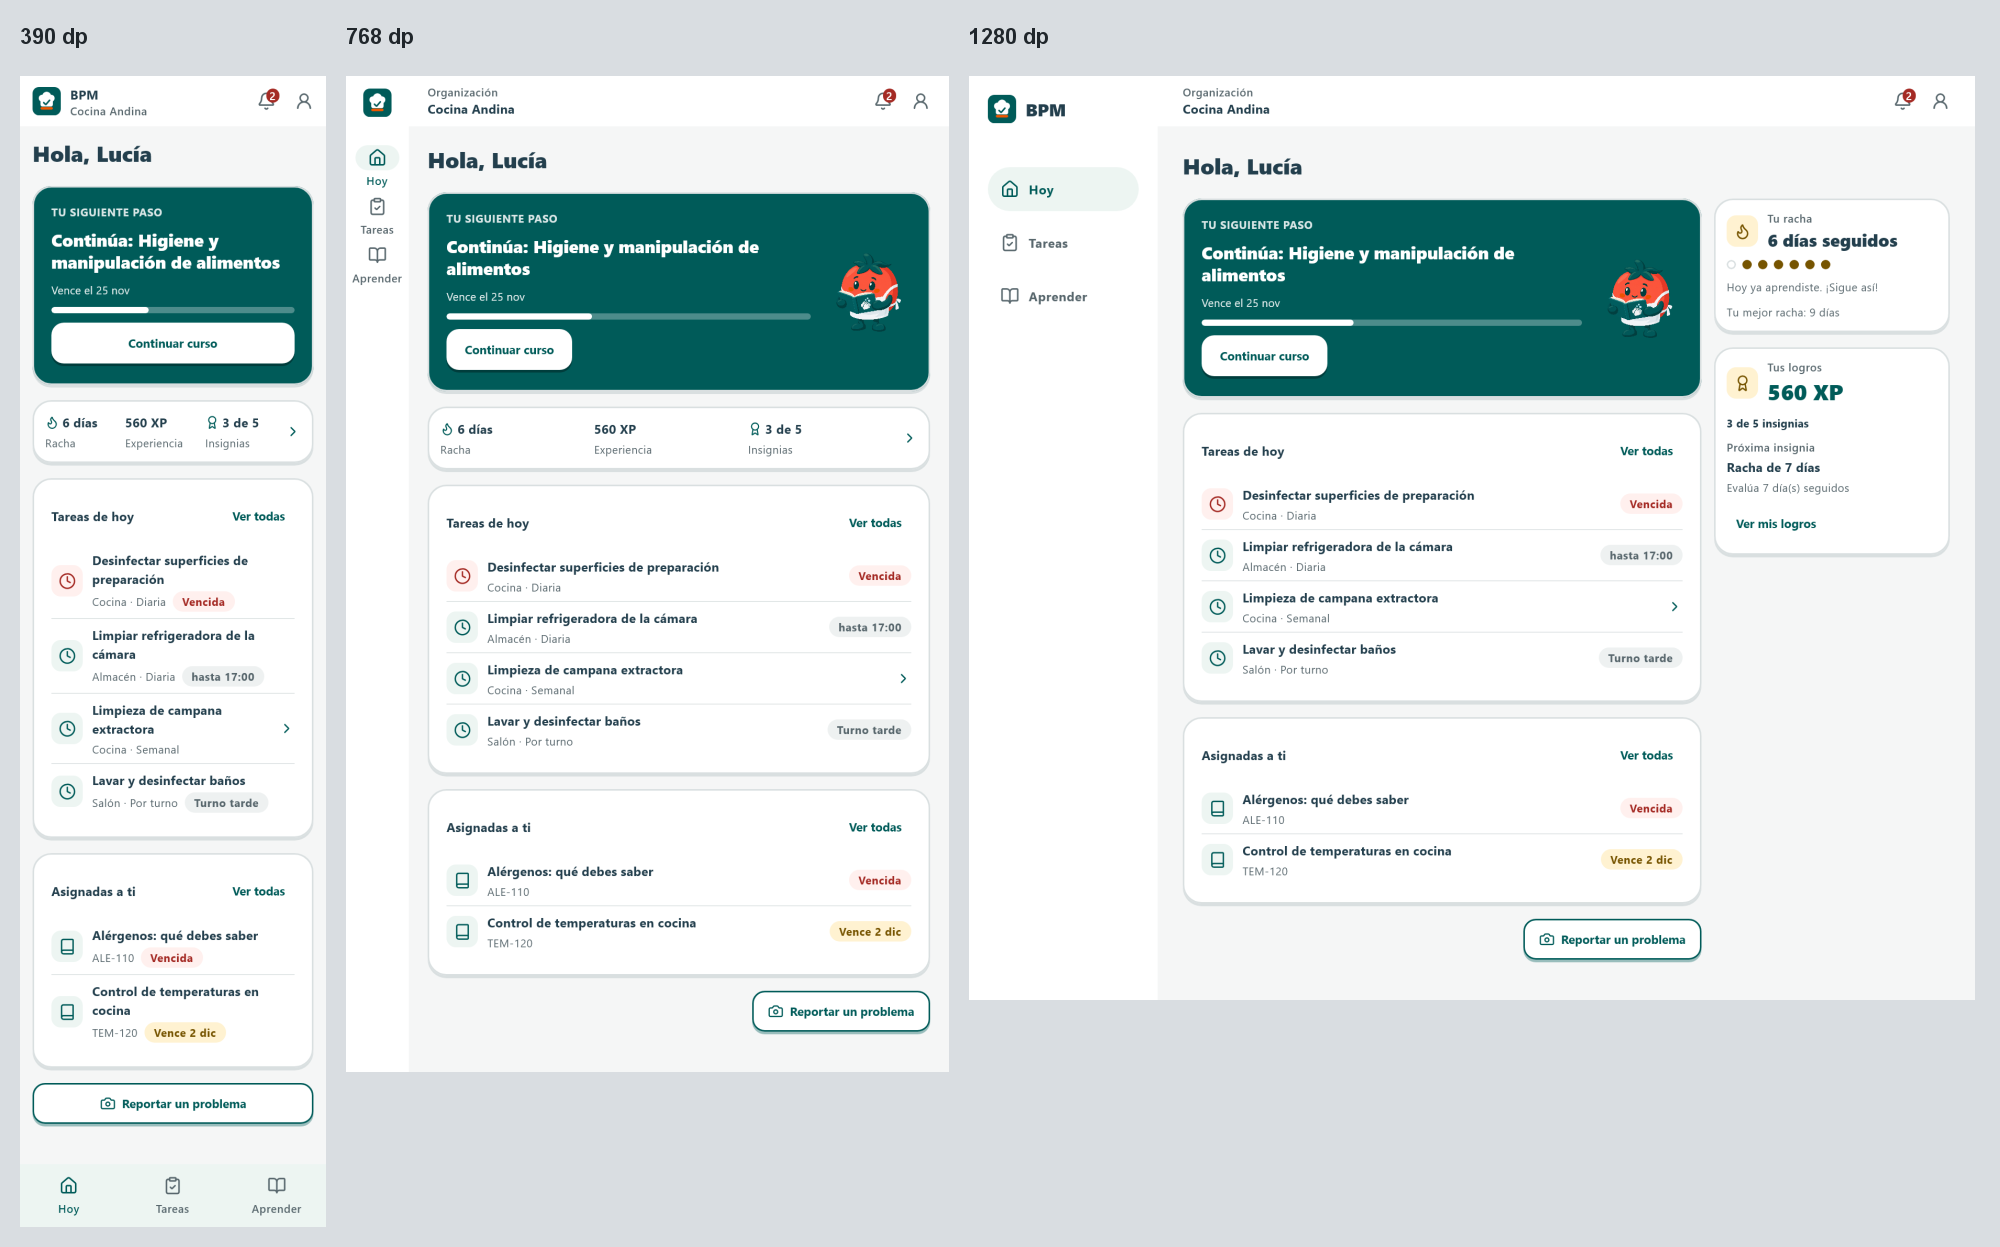 390 dp
BPM
Cocina Andina
2
Hola, Lucía
TU SIGUIENTE PASO
Continúa: Higiene y
manipulación de alimentos
Vence el 25 nov
Continuar curso
6 días
Racha
560 XP
Experiencia
3 de 5
Insignias
Tareas de hoy
Ver todas
Desinfectar superficies de
preparación
Cocina · Diaria Vencida
Limpiar refrigeradora de la
cámara
Almacén · Diaria hasta 17:00
Limpieza de campana
extractora
Cocina · Semanal
Lavar y desinfectar baños
Salón · Por turno Turno tarde
Asignadas a ti
Ver todas
Alérgenos: qué debes saber
ALE-110 Vencida
Control de temperaturas en
cocina
TEM-120 Vence 2 dic
Reportar un problema
Hoy
Tareas
Aprender
768 dp
Hoy
Tareas
Aprender
Organización
Cocina Andina
2
Hola, Lucía
TU SIGUIENTE PASO
Continúa: Higiene y manipulación de
alimentos
Vence el 25 nov
Continuar curso
6 días
Racha
560 XP
Experiencia
3 de 5
Insignias
Tareas de hoy
Ver todas
Desinfectar superficies de preparación
Cocina · Diaria
Vencida
Limpiar refrigeradora de la cámara
Almacén · Diaria
hasta 17:00
Limpieza de campana extractora
Cocina · Semanal
Lavar y desinfectar baños
Salón · Por turno
Turno tarde
Asignadas a ti
Ver todas
Alérgenos: qué debes saber
ALE-110
Vencida
Control de temperaturas en cocina
TEM-120
Vence 2 dic
Reportar un problema
1280 dp
BPM
Hoy
Tareas
Aprender
Organización
Cocina Andina
2
Hola, Lucía
TU SIGUIENTE PASO
Continúa: Higiene y manipulación de
alimentos
Vence el 25 nov
Continuar curso
Tareas de hoy
Ver todas
Desinfectar superficies de preparación
Cocina · Diaria
Vencida
Limpiar refrigeradora de la cámara
Almacén · Diaria
hasta 17:00
Limpieza de campana extractora
Cocina · Semanal
Lavar y desinfectar baños
Salón · Por turno
Turno tarde
Asignadas a ti
Ver todas
Alérgenos: qué debes saber
ALE-110
Vencida
Control de temperaturas en cocina
TEM-120
Vence 2 dic
Reportar un problema
Tu racha
6 días seguidos
Hoy ya aprendiste. ¡Sigue así!
Tu mejor racha: 9 días
Tus logros
560 XP
3 de 5 insignias
Próxima insignia
Racha de 7 días
Evalúa 7 día(s) seguidos
Ver mis logros